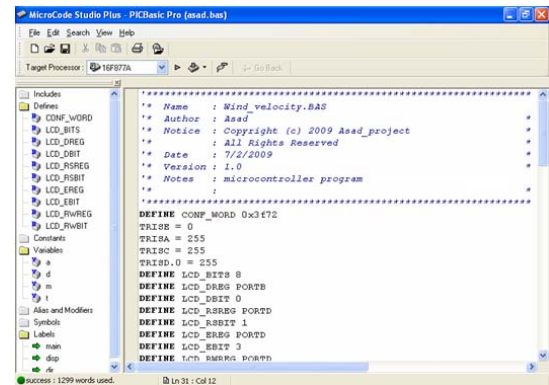 MicroCode Studio Plus - PICBasic Pro (asad.bas)
File Edit Search View Help
Target Processor: 16F877A Go Back
Includes
Defines
CONF_WORD
LCD_BITS
LCD_DREG
LCD_DBIT
LCD_RSREG
LCD_RSBIT
LCD_EREG
LCD_EBIT
LCD_RWREG
LCD_RWBIT
Constants
Variables
a
d
m
t
Alias and Modifiers
Symbols
Labels
main
disp
dir
'****************************************************************
'* Name : Wind_velocity.BAS
'* Author : Asad *
'* Notice : Copyright (c) 2009 Asad_project *
'* : All Rights Reserved *
'* Date : 7/2/2009 *
'* Version : 1.0 *
'* Notes : microcontroller program *
'* : *
'****************************************************************
DEFINE CONF_WORD 0x3f72
TRISE = 0
TRISA = 255
TRISC = 255
TRISD.0 = 255
DEFINE LCD_BITS 8
DEFINE LCD_DREG PORTB
DEFINE LCD_DBIT 0
DEFINE LCD_RSREG PORTD
DEFINE LCD_RSBIT 1
DEFINE LCD_EREG PORTD
DEFINE LCD_EBIT 3
DEFINE LCD_RWREG PORTD
success : 1299 words used. Ln 31 : Col 12